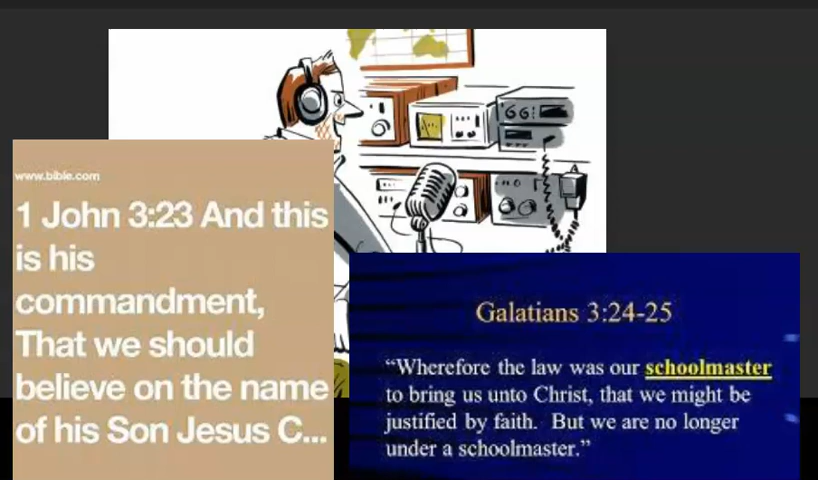 661
www.bible.com
1 John 3:23 And this
is his
commandment,
That we should
believe on the name
of his Son Jesus C...
Galatians 3:24-25
“Wherefore the law was our schoolmaster
to bring us unto Christ, that we might be
justified by faith.  But we are no longer
under a schoolmaster.”